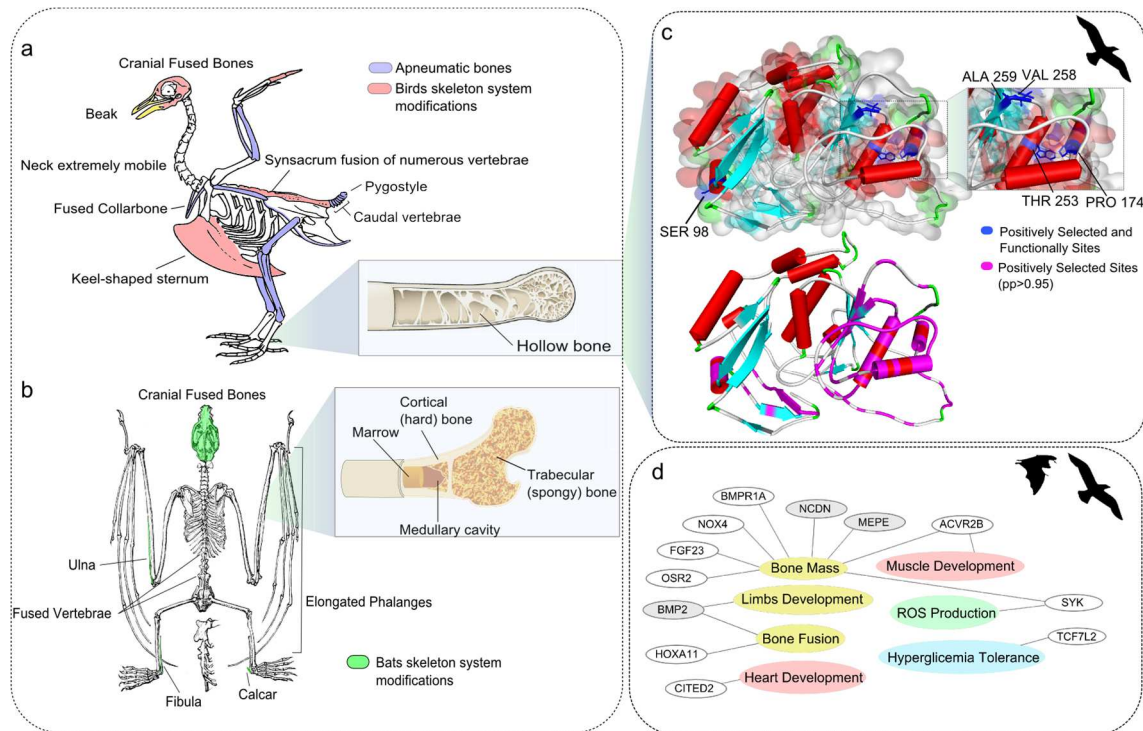 a
Cranial Fused Bones
Beak
Apneumatic bones
Birds skeleton system
modifications
Neck extremely mobile
Synsacrum fusion of numerous vertebrae
Pygostyle
Fused Collarbone
Caudal vertebrae
Keel-shaped sternum
Hollow bone
b
Cranial Fused Bones
Cortical
(hard) bone
Marrow
Trabecular
(spongy) bone
Medullary cavity
Ulna
Fused Vertebrae
Elongated Phalanges
Bats skeleton system
modifications
Fibula
Calcar
c
ALA 259
VAL 258
SER 98
THR 253
PRO 174
Positively Selected and
Functionally Sites
Positively Selected Sites
(pp>0.95)
d
BMPR1A
NCDN
MEPE
NOX4
ACVR2B
FGF23
Bone Mass
Muscle Development
OSR2
BMP2
Limbs Development
SYK
ROS Production
Bone Fusion
TCF7L2
HOXA11
Hyperglicemia Tolerance
CITED2
Heart Development